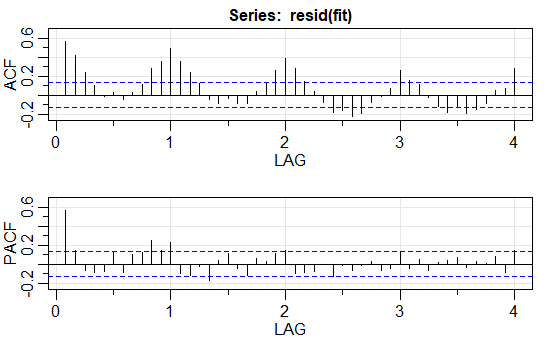 Series: resid(fit)
ACF
-0.2 0.2 0.6
0 1 2 3 4
LAG
PACF
-0.2 0.2 0.6
0 1 2 3 4
LAG